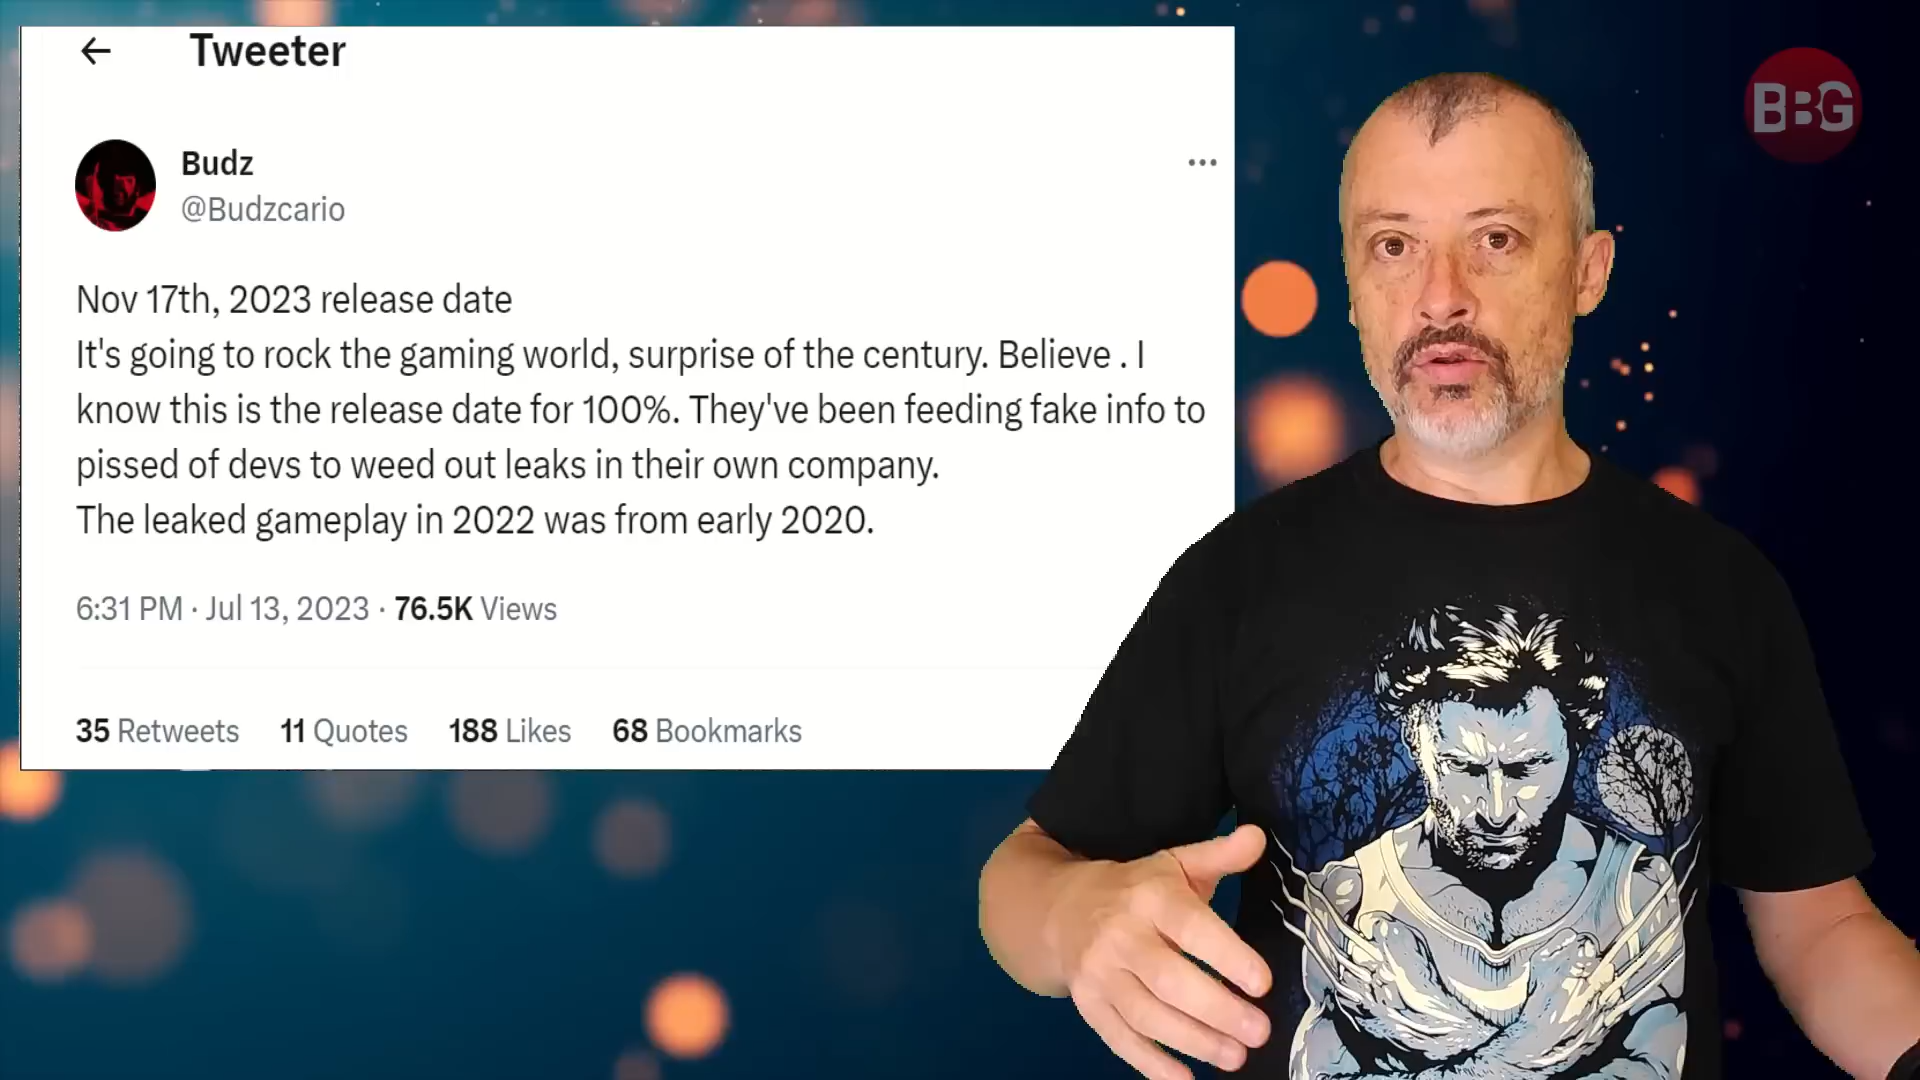 Tweeter
Budz
@Budzcario
Nov 17th, 2023 release date
It's going to rock the gaming world, surprise of the century. Believe . I
know this is the release date for 100%. They've been feeding fake info to
pissed of devs to weed out leaks in their own company.
The leaked gameplay in 2022 was from early 2020.
6:31 PM · Jul 13, 2023 · 76.5K Views
35 Retweets 11 Quotes 188 Likes 68 Bookmarks
BBG